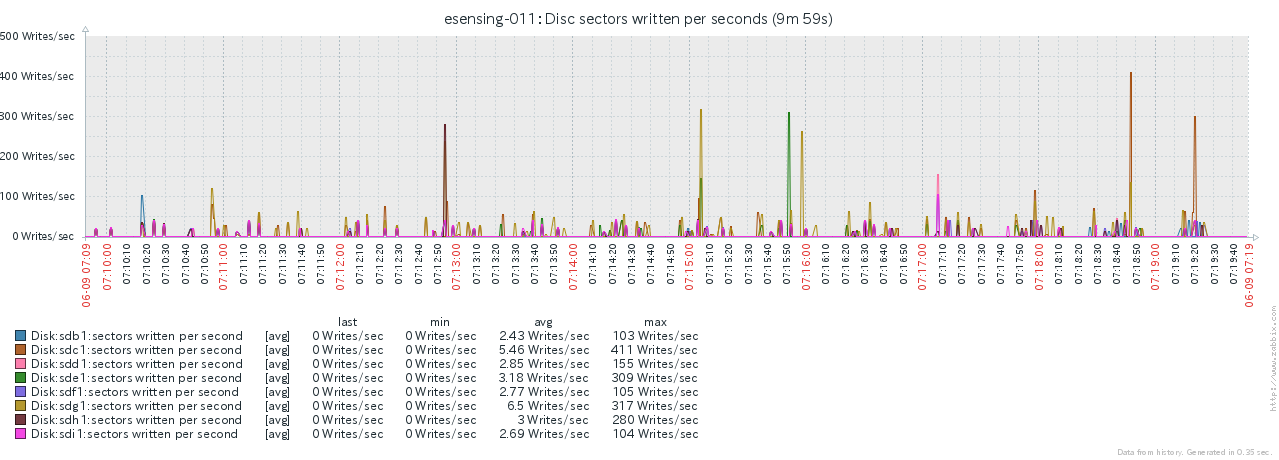 esensing-011: Disc sectors written per seconds (9m 59s)
500 Writes/sec
400 Writes/sec
300 Writes/sec
200 Writes/sec
100 Writes/sec
0 Writes/sec
06-09 07:09 07:10:00 07:10:10 07:10:20 07:10:30 07:10:40 07:10:50 07:11:00 07:11:10 07:11:20 07:11:30 07:11:40 07:11:50 07:12:00 07:12:10 07:12:20 07:12:30 07:12:40 07:12:50 07:13:00 07:13:10 07:13:20 07:13:30 07:13:40 07:13:50 07:14:00 07:14:10 07:14:20 07:14:30 07:14:40 07:14:50 07:15:00 07:15:10 07:15:20 07:15:30 07:15:40 07:15:50 07:16:00 07:16:10 07:16:20 07:16:30 07:16:40 07:16:50 07:17:00 07:17:10 07:17:20 07:17:30 07:17:40 07:17:50 07:18:00 07:18:10 07:18:20 07:18:30 07:18:40 07:18:50 07:19:00 07:19:10 07:19:20 07:19:30 07:19:40 06-09 07:19
last min avg max
Disk:sdb1:sectors written per second [avg] 0 Writes/sec 0 Writes/sec 2.43 Writes/sec 103 Writes/sec
Disk:sdc1:sectors written per second [avg] 0 Writes/sec 0 Writes/sec 5.46 Writes/sec 411 Writes/sec
Disk:sdd1:sectors written per second [avg] 0 Writes/sec 0 Writes/sec 2.85 Writes/sec 155 Writes/sec
Disk:sde1:sectors written per second [avg] 0 Writes/sec 0 Writes/sec 3.18 Writes/sec 309 Writes/sec
Disk:sdf1:sectors written per second [avg] 0 Writes/sec 0 Writes/sec 2.77 Writes/sec 105 Writes/sec
Disk:sdg1:sectors written per second [avg] 0 Writes/sec 0 Writes/sec 6.5 Writes/sec 317 Writes/sec
Disk:sdh1:sectors written per second [avg] 0 Writes/sec 0 Writes/sec 3 Writes/sec 280 Writes/sec
Disk:sdi1:sectors written per second [avg] 0 Writes/sec 0 Writes/sec 2.69 Writes/sec 104 Writes/sec
http://www.zabbix.com
Data from history. Generated in 0.35 sec.